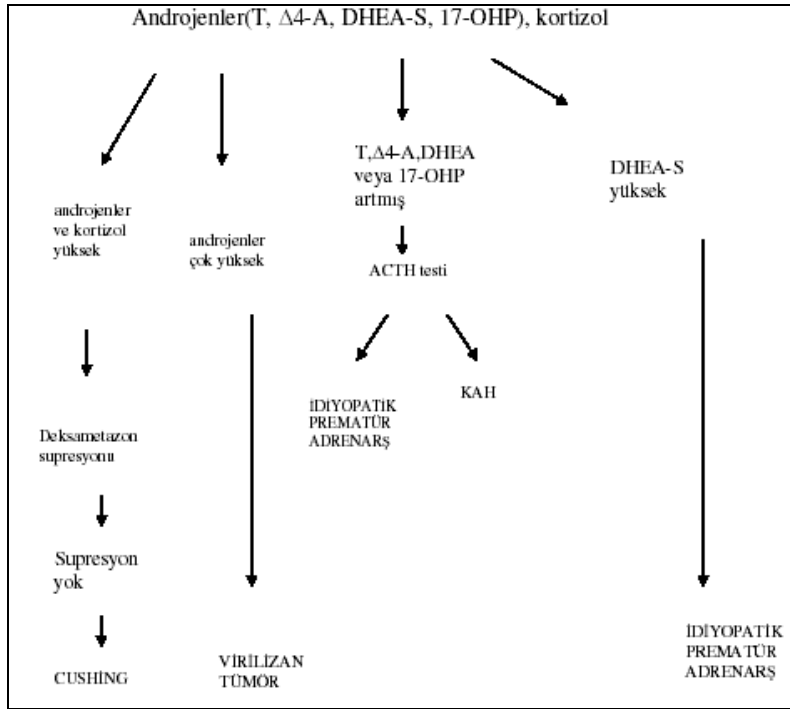 Androjenler(T, Δ4-A, DHEA-S, 17-OHP), kortizol
androjenler
ve kortizol
yüksek
androjenler
çok yüksek
T,Δ4-A,DHEA
veya 17-OHP
artmış
DHEA-S
yüksek
ACTH testi
İDİYOPATİK
PREMATÜR
ADRENARŞ
KAH
Deksametazon
supresyonu
Supresyon
yok
CUSHİNG
VİRİLİZAN
TÜMÖR
İDİYOPATİK
PREMATÜR
ADRENARŞ